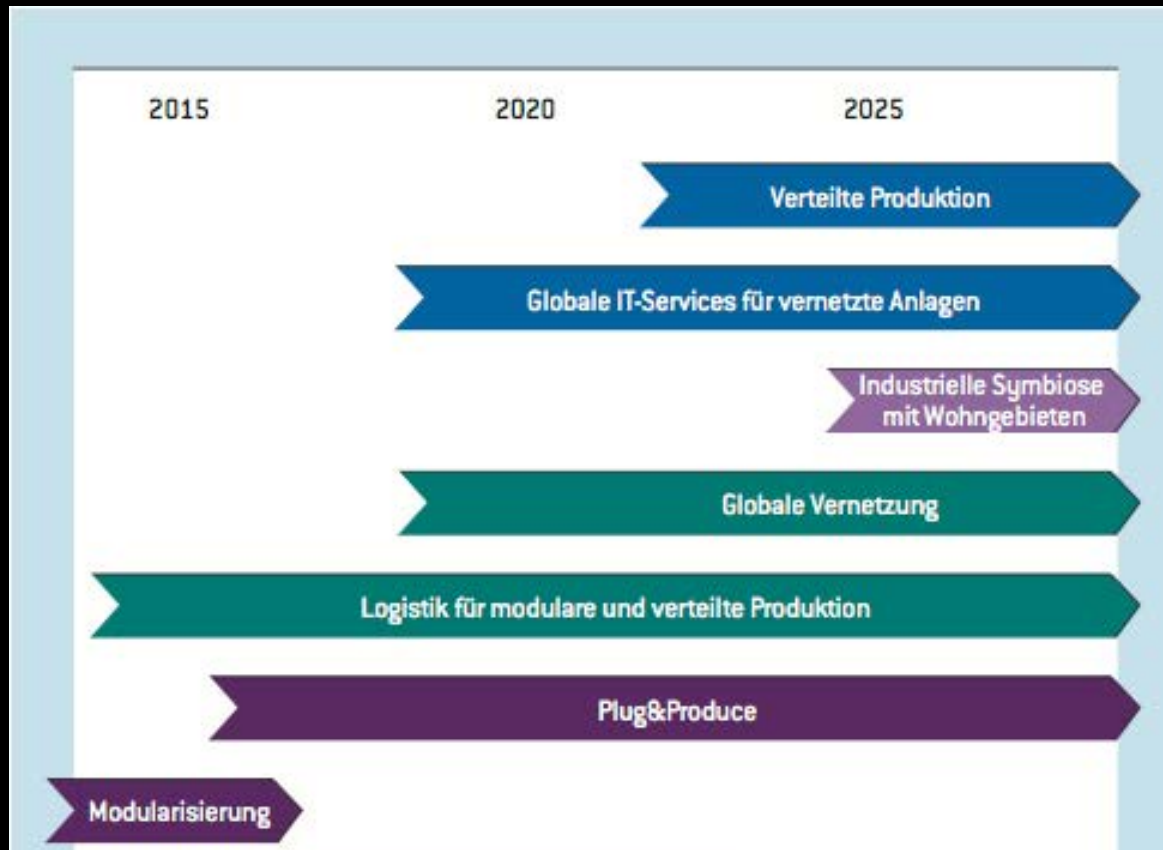 2015 2020 2025
Verteilte Produktion
Globale IT-Services für vernetzte Anlagen
Industrielle Symbiose
mit Wohngebieten
Globale Vernetzung
Logistik für modulare und verteilte Produktion
Plug&Produce
Modularisierung